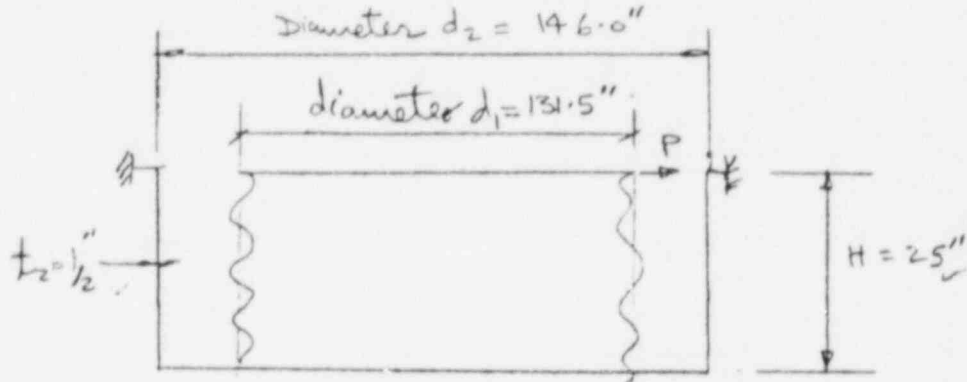 Diameter d₂ = 146.0"
diameter d₁=131.5"
P
t₂=1/2"
H = 25"